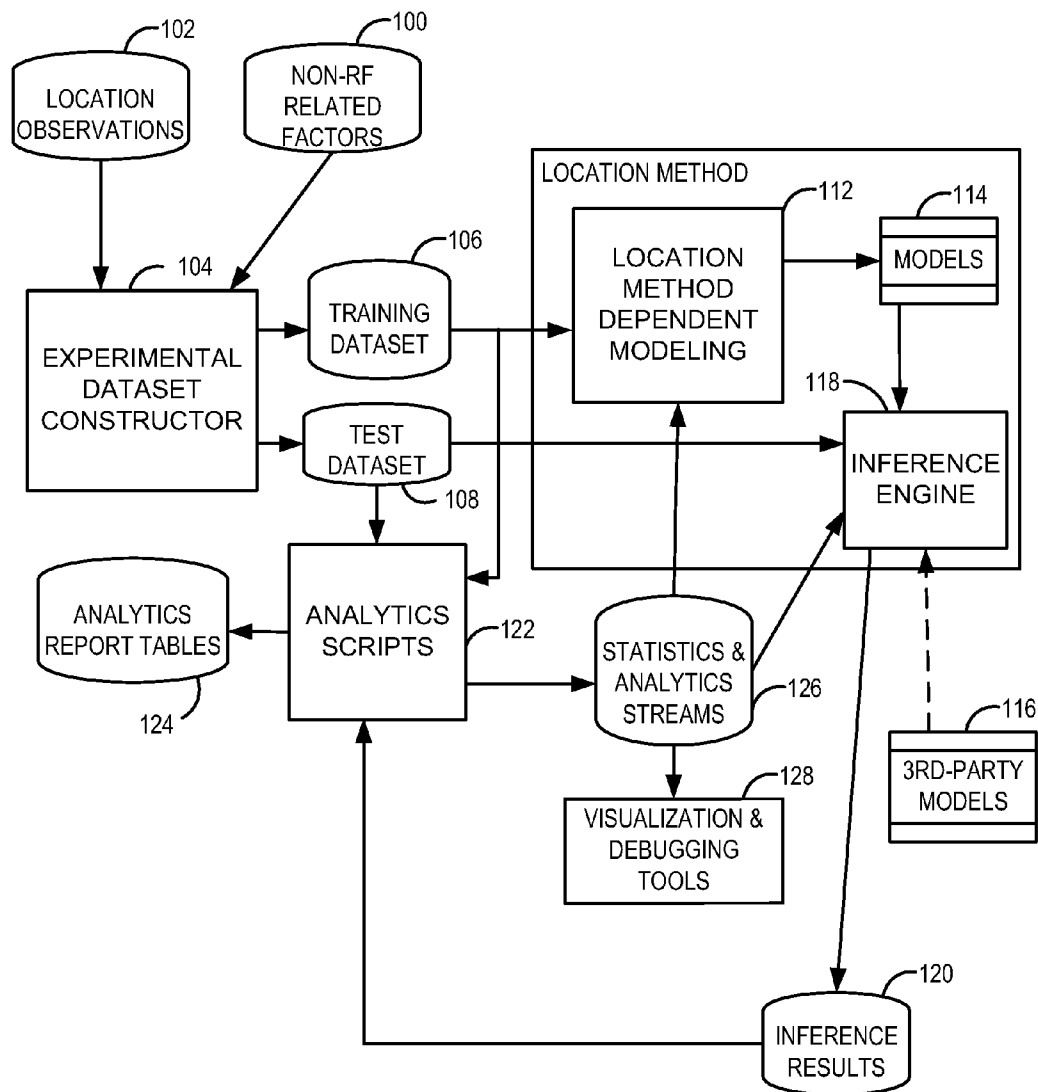 102
LOCATION
OBSERVATIONS
100
NON-RF
RELATED
FACTORS
104
EXPERIMENTAL
DATASET
CONSTRUCTOR
106
TRAINING
DATASET
TEST
DATASET
108
LOCATION METHOD
112
LOCATION
METHOD
DEPENDENT
MODELING
114
MODELS
118
INFERENCE
ENGINE
ANALYTICS
REPORT TABLES
124
ANALYTICS
SCRIPTS
122
STATISTICS &
ANALYTICS
STREAMS
126
116
3RD-PARTY
MODELS
128
VISUALIZATION &
DEBUGGING
TOOLS
120
INFERENCE
RESULTS